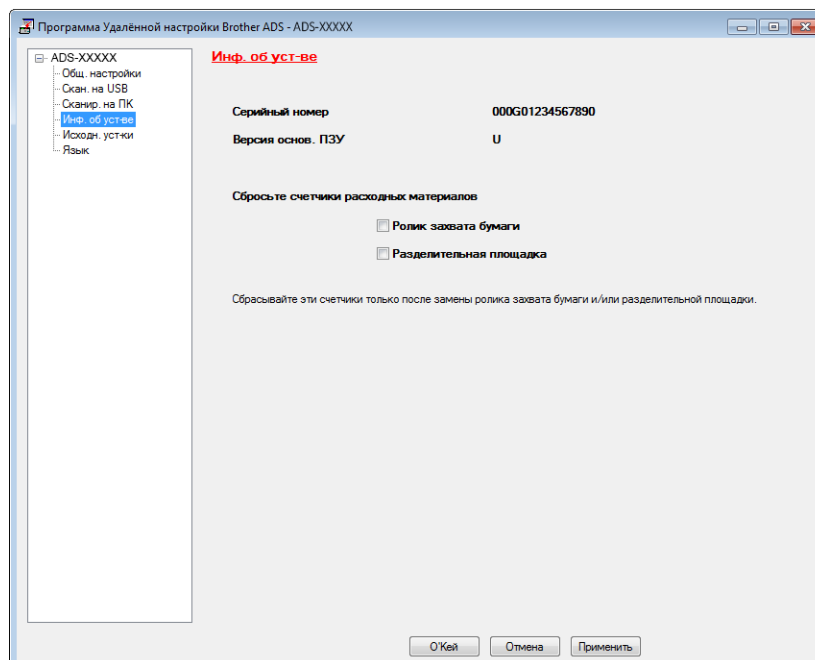 Программа Удалённой настройки Brother ADS - ADS-XXXXX
ADS-XXXXX
Общ. настройки
Скан. на USB
Сканир. на ПК
Инф. об уст-ве
Исходн. уст-ки
Язык
Инф. об уст-ве
Серийный номер 000G01234567890
Версия основ. ПЗУ U
Сбросьте счетчики расходных материалов
Ролик захвата бумаги
Разделительная площадка
Сбрасывайте эти счетчики только после замены ролика захвата бумаги и/или разделительной площадки.
О'Кей Отмена Применить